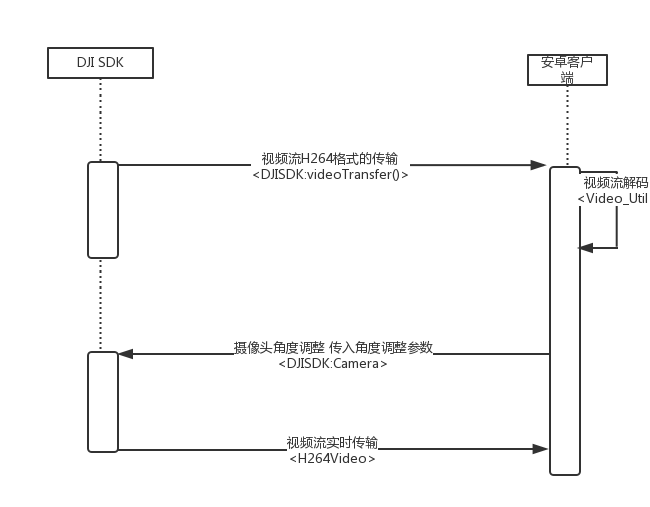 DJI SDK
安卓客户
端
视频流H264格式的传输
<DJISDK:videoTransfer()>
视频流解码
<Video_Util
摄像头角度调整 传入角度调整参数
<DJISDK:Camera>
视频流实时传输
<H264Video>